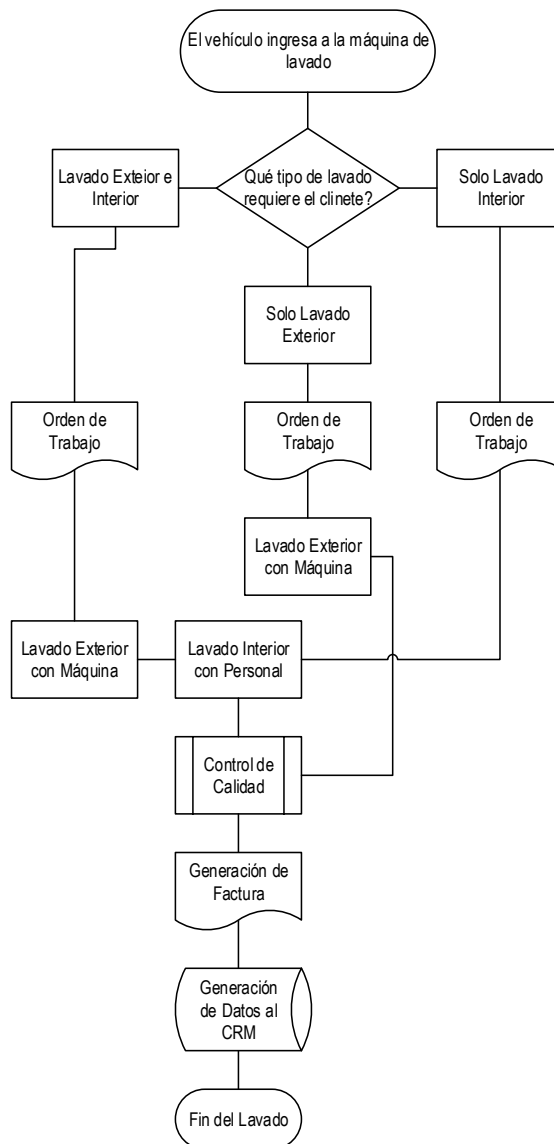 El vehículo ingresa a la máquina de
lavado
Lavado Exteior e
Interior
Qué tipo de lavado
requiere el clinete?
Solo Lavado
Interior
Solo Lavado
Exterior
Orden de
Trabajo
Orden de
Trabajo
Orden de
Trabajo
Lavado Exterior
con Máquina
Lavado Exterior
con Máquina
Lavado Interior
con Personal
Control de
Calidad
Generación de
Factura
Generación
de Datos al
CRM
Fin del Lavado